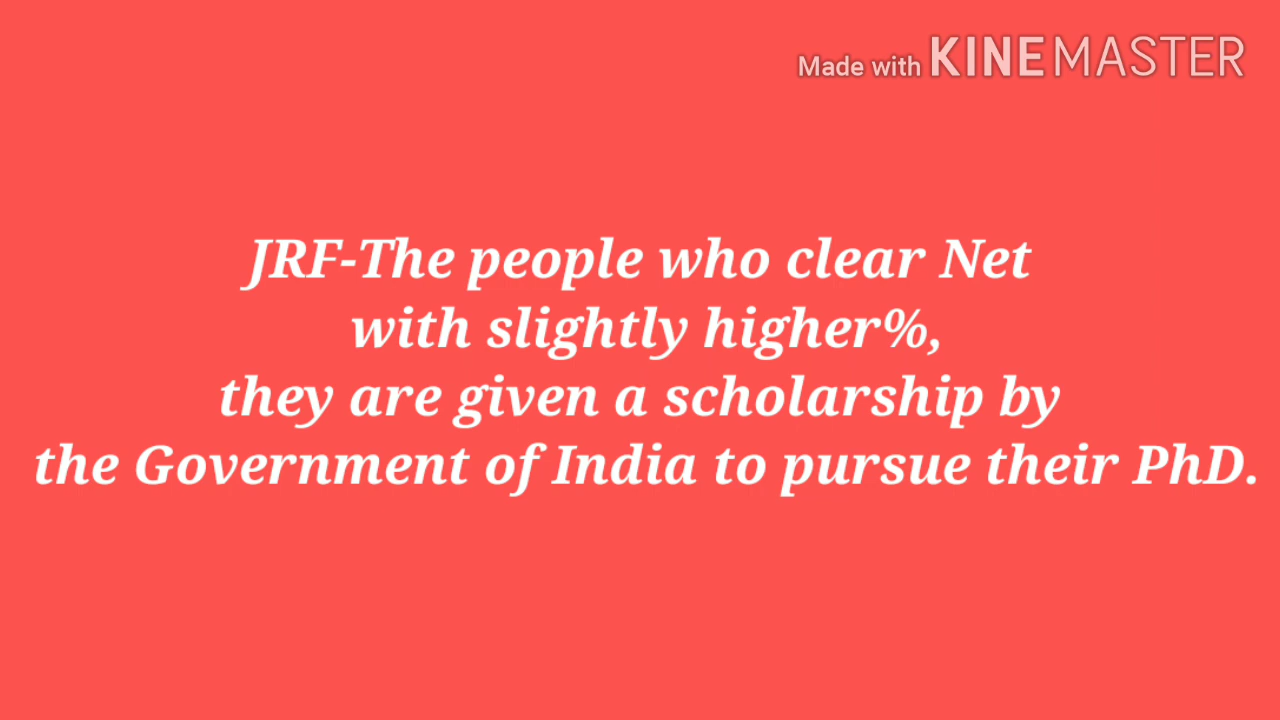 Made with KINEMASTER
JRF-The people who clear Net
with slightly higher%,
they are given a scholarship by
the Government of India to pursue their PhD.